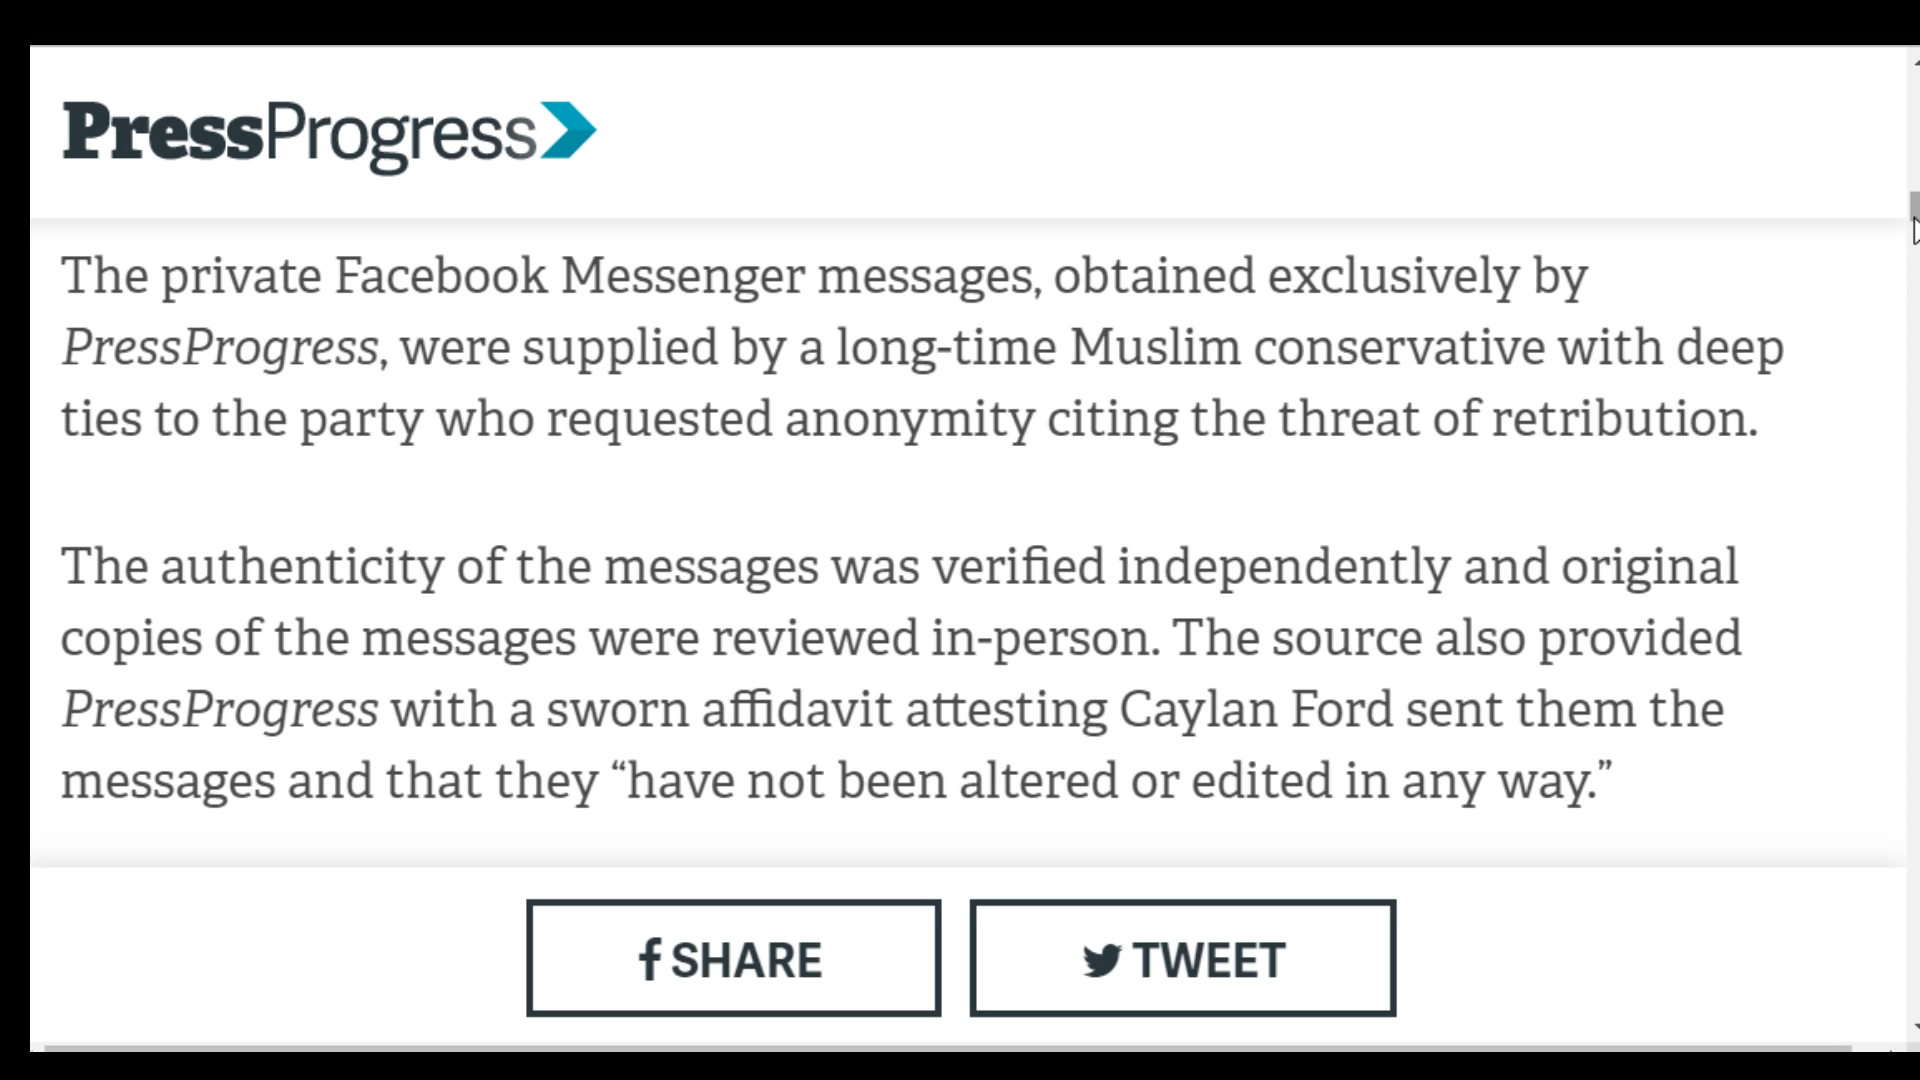 PressProgress
The private Facebook Messenger messages, obtained exclusively by
PressProgress, were supplied by a long-time Muslim conservative with deep
ties to the party who requested anonymity citing the threat of retribution.
The authenticity of the messages was verified independently and original
copies of the messages were reviewed in-person. The source also provided
PressProgress with a sworn affidavit attesting Caylan Ford sent them the
messages and that they “have not been altered or edited in any way.”
SHARE
TWEET